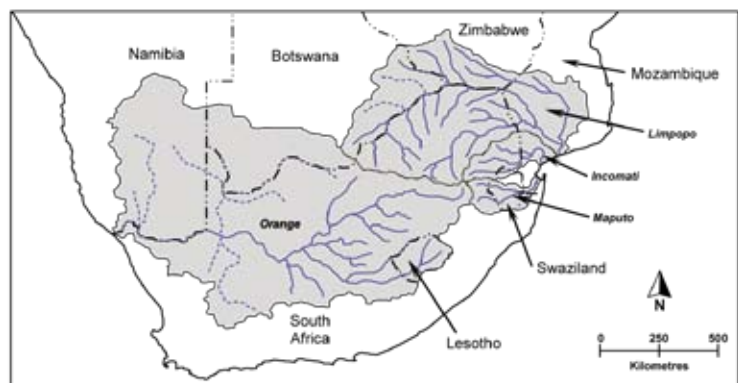 Zimbabwe
Namibia
Botswana
Mozambique
Limpopo
Incomati
Orange
Maputo
Swaziland
South
Africa
Lesotho
N
0 250 500
Kilometres